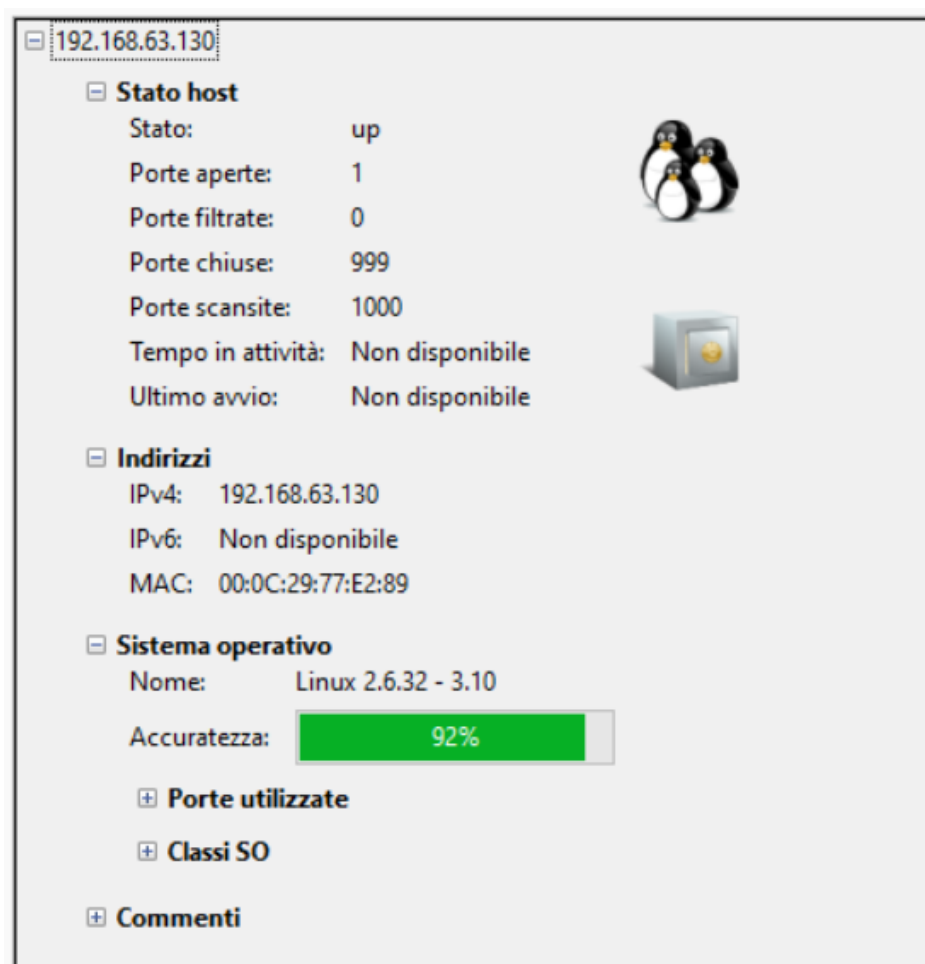 192.168.63.130
Stato host
Stato: up
Porte aperte: 1
Porte filtrate: 0
Porte chiuse: 999
Porte scansite: 1000
Tempo in attività: Non disponibile
Ultimo avvio: Non disponibile
Indirizzi
IPv4: 192.168.63.130
IPv6: Non disponibile
MAC: 00:0C:29:77:E2:89
Sistema operativo
Nome: Linux 2.6.32 - 3.10
Accuratezza: 92%
Porte utilizzate
Classi SO
Commenti